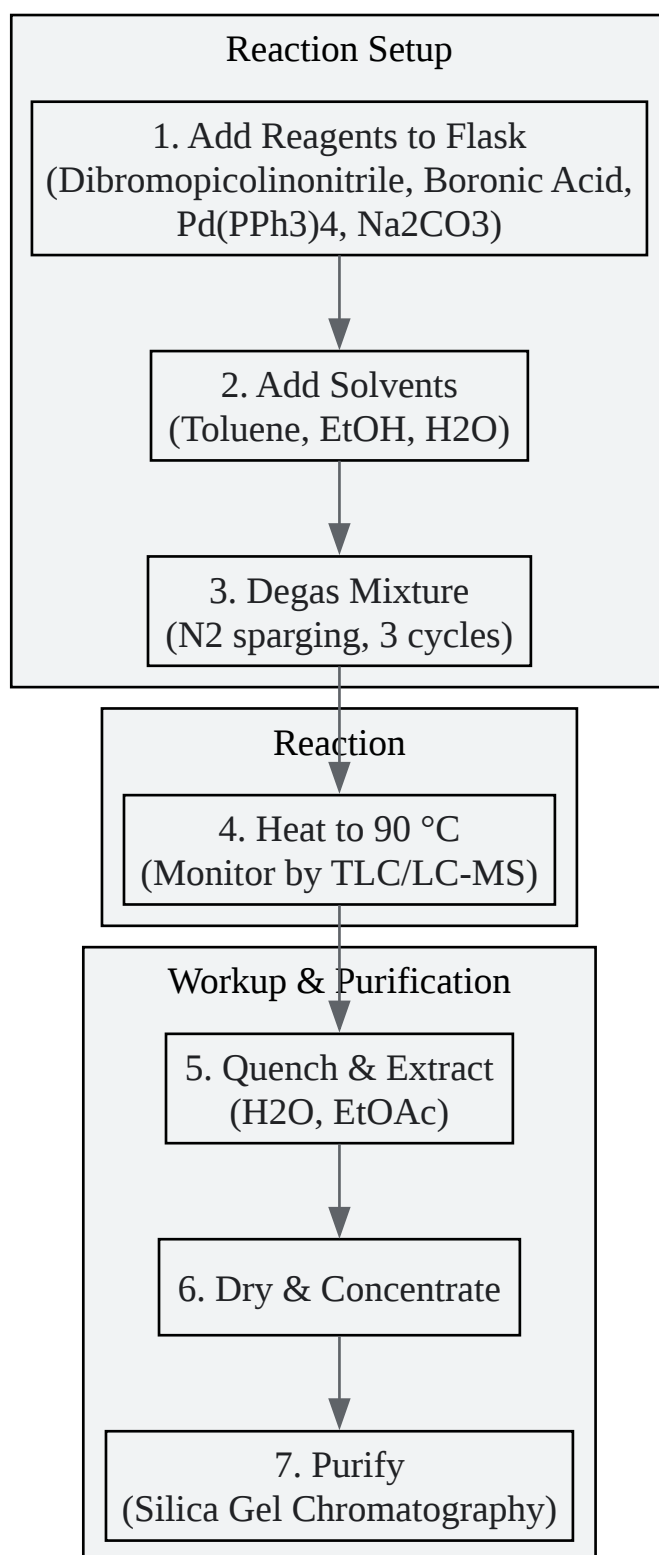 Reaction Setup
1. Add Reagents to Flask
(Dibromopicolinonitrile, Boronic Acid,
Pd(PPh3)4, Na2CO3)
2. Add Solvents
(Toluene, EtOH, H2O)
3. Degas Mixture
(N2 sparging, 3 cycles)
Reaction
4. Heat to 90 °C
(Monitor by TLC/LC-MS)
Workup & Purification
5. Quench & Extract
(H2O, EtOAc)
6. Dry & Concentrate
7. Purify
(Silica Gel Chromatography)